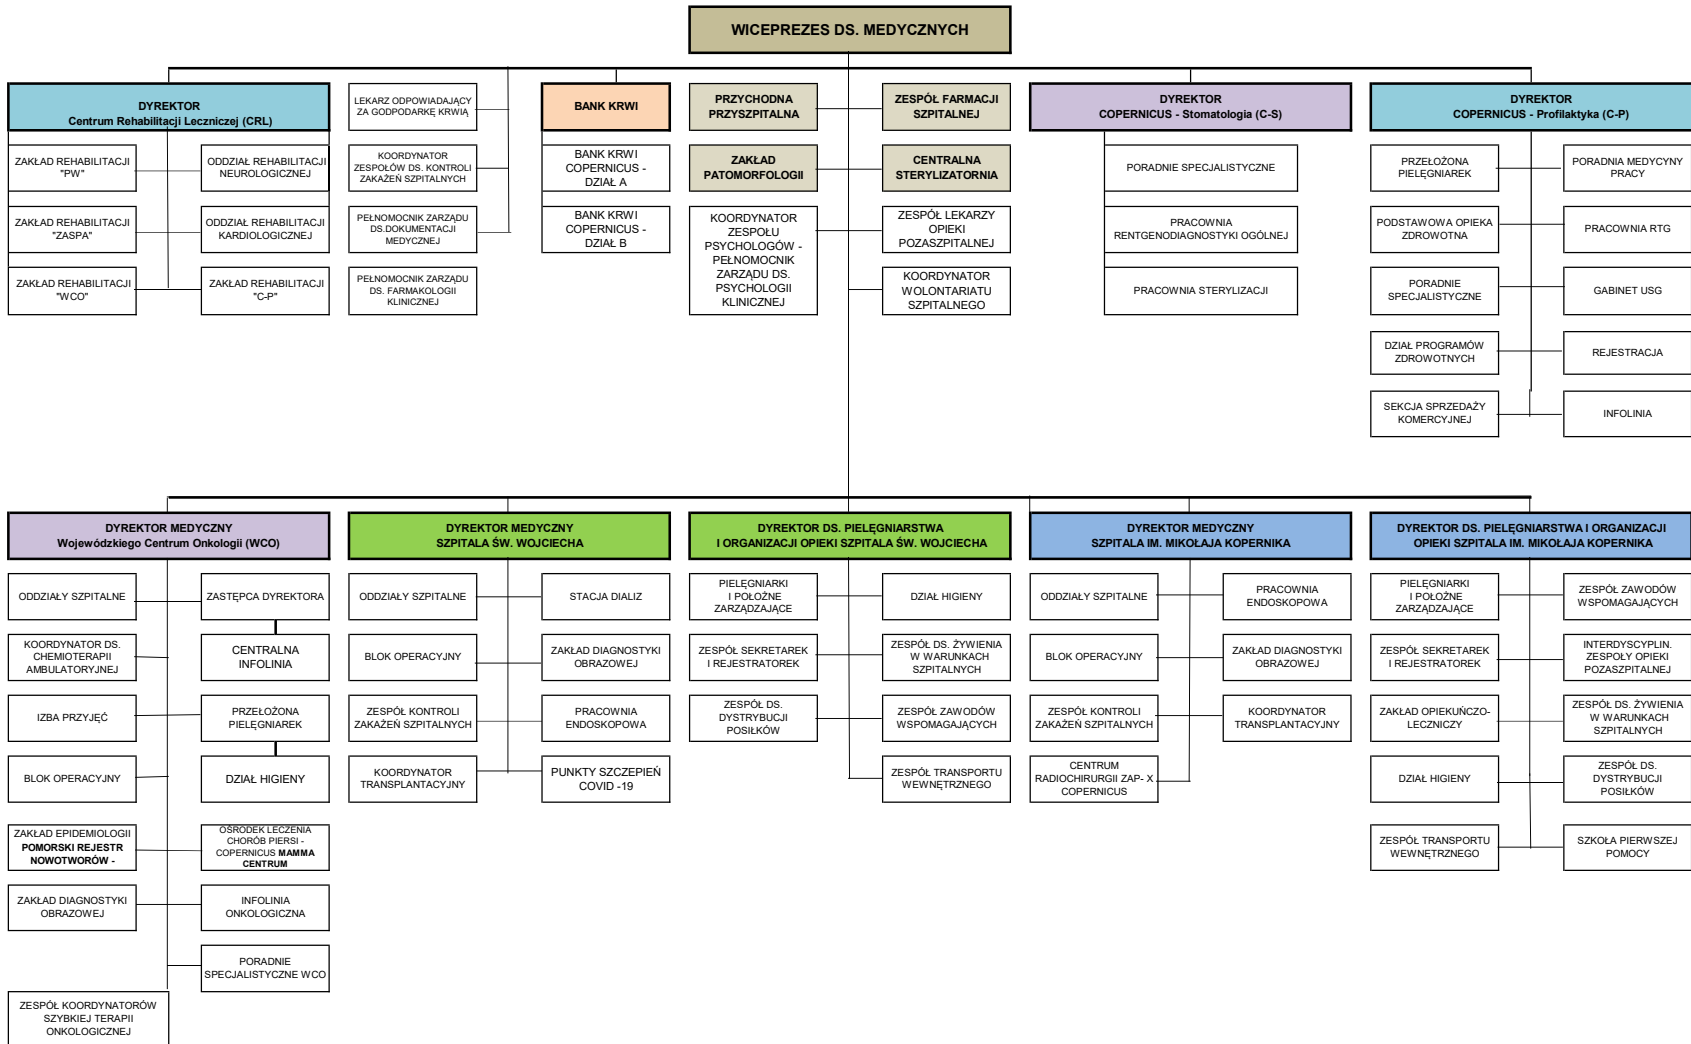 WICEPREZES DS. MEDYCZNYCH
DYREKTOR
Centrum Rehabilitacji Leczniczej (CRL)
ZAKŁAD REHABILITACJI
"PW"
ODDZIAŁ REHABILITACJI
NEUROLOGICZNEJ
ZAKŁAD REHABILITACJI
"ZASPA"
ODDZIAŁ REHABILITACJI
KARDIOLOGICZNEJ
ZAKŁAD REHABILITACJI
"WCO"
ZAKŁAD REHABILITACJI
"C-P"
LEKARZ ODPOWIADAJĄCY
ZA GODPODARKĘ KRWIĄ
KOORDYNATOR
ZESPOŁÓW DS. KONTROLI
ZAKAŻEŃ SZPITALNYCH
PEŁNOMOCNIK ZARZĄDU
DS.DOKUMENTACJI
MEDYCZNEJ
PEŁNOMOCNIK ZARZĄDU
DS. FARMAKOLOGII
KLINICZNEJ
BANK KRWI
BANK KRWI
COPERNICUS -
DZIAŁ A
BANK KRWI
COPERNICUS -
DZIAŁ B
PRZYCHODNA
PRZYSZPITALNA
ZESPÓŁ FARMACJI
SZPITALNEJ
ZAKŁAD
PATOMORFOLOGII
CENTRALNA
STERYLIZATORNIA
KOORDYNATOR
ZESPOŁU
PSYCHOLOGÓW -
PEŁNOMOCNIK
ZARZĄDU DS.
PSYCHOLOGII
KLINICZNEJ
ZESPÓŁ LEKARZY
OPIEKI
POZASZPITALNEJ
KOORDYNATOR
WOLONTARIATU
SZPITALNEGO
DYREKTOR
COPERNICUS - Stomatologia (C-S)
PORADNIE SPECJALISTYCZNE
PRACOWNIA
RENTGENODIAGNOSTYKI OGÓLNEJ
PRACOWNIA STERYLIZACJI
DYREKTOR
COPERNICUS - Profilaktyka (C-P)
PRZEŁOŻONA
PIELĘGNIAREK
PORADNIA MEDYCYNY
PRACY
PODSTAWOWA OPIEKA
ZDROWOTNA
PRACOWNIA RTG
PORADNIE
SPECJALISTYCZNE
GABINET USG
DZIAŁ PROGRAMÓW
ZDROWOTNYCH
REJESTRACJA
SEKCJA SPRZEDAŻY
KOMERCYJNEJ
INFOLINIA
DYREKTOR MEDYCZNY
Wojewódzkiego Centrum Onkologii (WCO)
ODDZIAŁY SZPITALNE
ZASTĘPCA DYREKTORA
KOORDYNATOR DS.
CHEMIOTERAPII
AMBULATORYJNEJ
CENTRALNA
INFOLINIA
IZBA PRZYJĘĆ
PRZEŁOŻONA
PIELĘGNIAREK
BLOK OPERACYJNY
DZIAŁ HIGIENY
ZAKŁAD EPIDEMIOLOGII
POMORSKI REJESTR
NOWOTWORÓW -
OŚRODEK LECZENIA
CHORÓB PIERSI -
COPERNICUS MAMMA
CENTRUM
ZAKŁAD DIAGNOSTYKI
OBRAZOWEJ
INFOLINIA
ONKOLOGICZNA
PORADNIE
SPECJALISTYCZNE WCO
ZESPÓŁ KOORDYNATORÓW
SZYBKIEJ TERAPII
ONKOLOGICZNEJ
DYREKTOR MEDYCZNY
SZPITALA ŚW. WOJCIECHA
ODDZIAŁY SZPITALNE
STACJA DIALIZ
BLOK OPERACYJNY
ZAKŁAD DIAGNOSTYKI
OBRAZOWEJ
ZESPÓŁ KONTROLI
ZAKAŻEŃ SZPITALNYCH
PRACOWNIA
ENDOSKOPOWA
KOORDYNATOR
TRANSPLANTACYJNY
PUNKTY SZCZEPIEŃ
COVID -19
DYREKTOR DS. PIELĘGNIARSTWA
I ORGANIZACJI OPIEKI SZPITALA ŚW. WOJCIECHA
PIELĘGNIARKI
I POŁOŻNE
ZARZĄDZAJĄCE
DZIAŁ HIGIENY
ZESPÓŁ SEKRETAREK
I REJESTRATOREK
ZESPÓŁ DS. ŻYWIENIA
W WARUNKACH
SZPITALNYCH
ZESPÓŁ DS.
DYSTRYBUCJI
POSIŁKÓW
ZESPÓŁ ZAWODÓW
WSPOMAGAJĄCYCH
ZESPÓŁ TRANSPORTU
WEWNĘTRZNEGO
DYREKTOR MEDYCZNY
SZPITALA IM. MIKOŁAJA KOPERNIKA
ODDZIAŁY SZPITALNE
PRACOWNIA
ENDOSKOPOWA
BLOK OPERACYJNY
ZAKŁAD DIAGNOSTYKI
OBRAZOWEJ
ZESPÓŁ KONTROLI
ZAKAŻEŃ SZPITALNYCH
KOORDYNATOR
TRANSPLANTACYJNY
CENTRUM
RADIOCHIRURGII ZAP- X
COPERNICUS
DYREKTOR DS. PIELĘGNIARSTWA I ORGANIZACJI
OPIEKI SZPITALA IM. MIKOŁAJA KOPERNIKA
PIELĘGNIARKI
I POŁOŻNE
ZARZĄDZAJĄCE
ZESPÓŁ ZAWODÓW
WSPOMAGAJĄCYCH
ZESPÓŁ SEKRETAREK
I REJESTRATOREK
INTERDYSCYPLIN.
ZESPOŁY OPIEKI
POZASZPITALNEJ
ZAKŁAD OPIEKUŃCZO-
LECZNICZY
ZESPÓŁ DS. ŻYWIENIA
W WARUNKACH
SZPITALNYCH
DZIAŁ HIGIENY
ZESPÓŁ DS.
DYSTRYBUCJI
POSIŁKÓW
ZESPÓŁ TRANSPORTU
WEWNĘTRZNEGO
SZKOŁA PIERWSZEJ
POMOCY